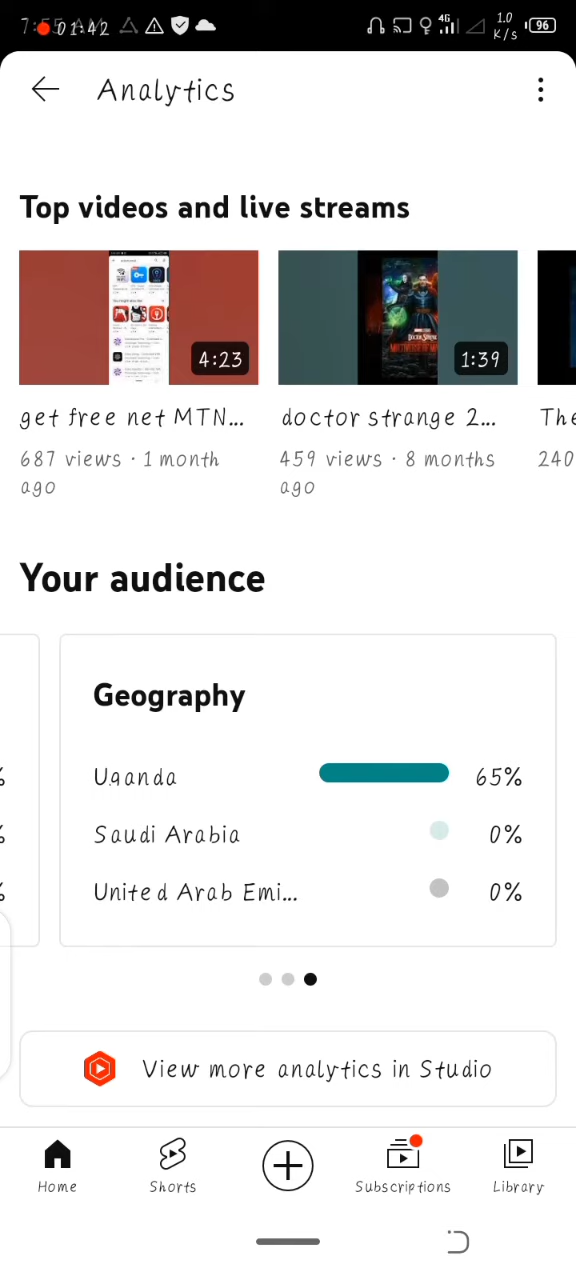 01:42
4G
1.0
K/s
96
Analytics
Top videos and live streams
4:23
1:39
get free net MTN...
doctor strange 2...
The
687 views · 1 month
ago
459 views · 8 months
ago
240
Your audience
Geography
Uganda 65%
Saudi Arabia 0%
United Arab Emi... 0%
View more analytics in Studio
Home
Shorts
Subscriptions
Library